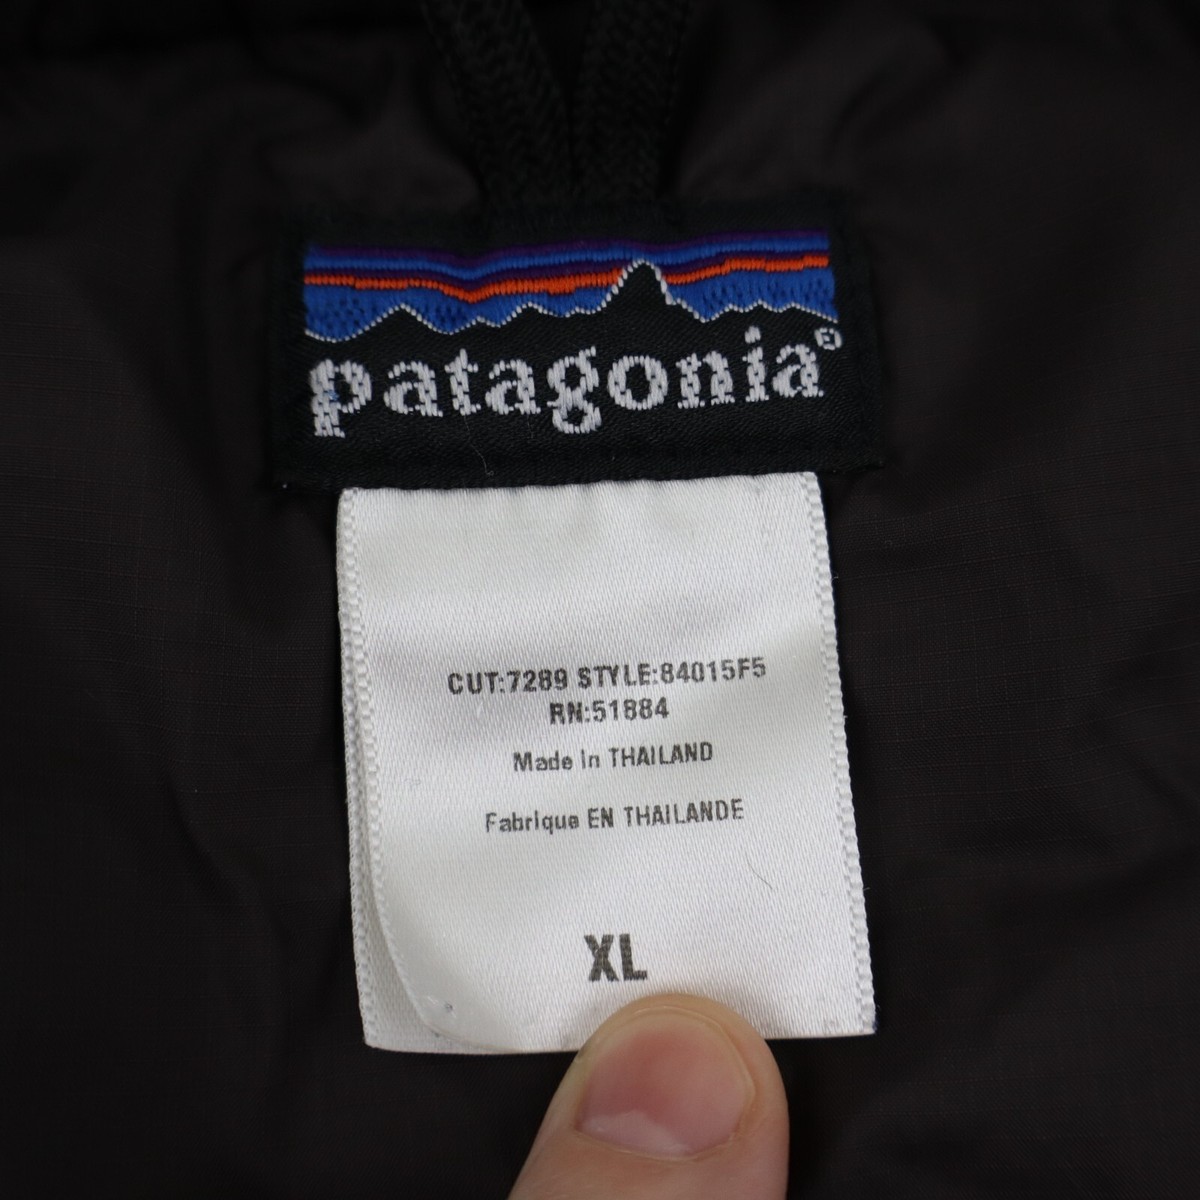 patagonia®
CUT:7289 STYLE:84015F5
RN:51884
Made in THAILAND
Fabrique EN THAILANDE
XL